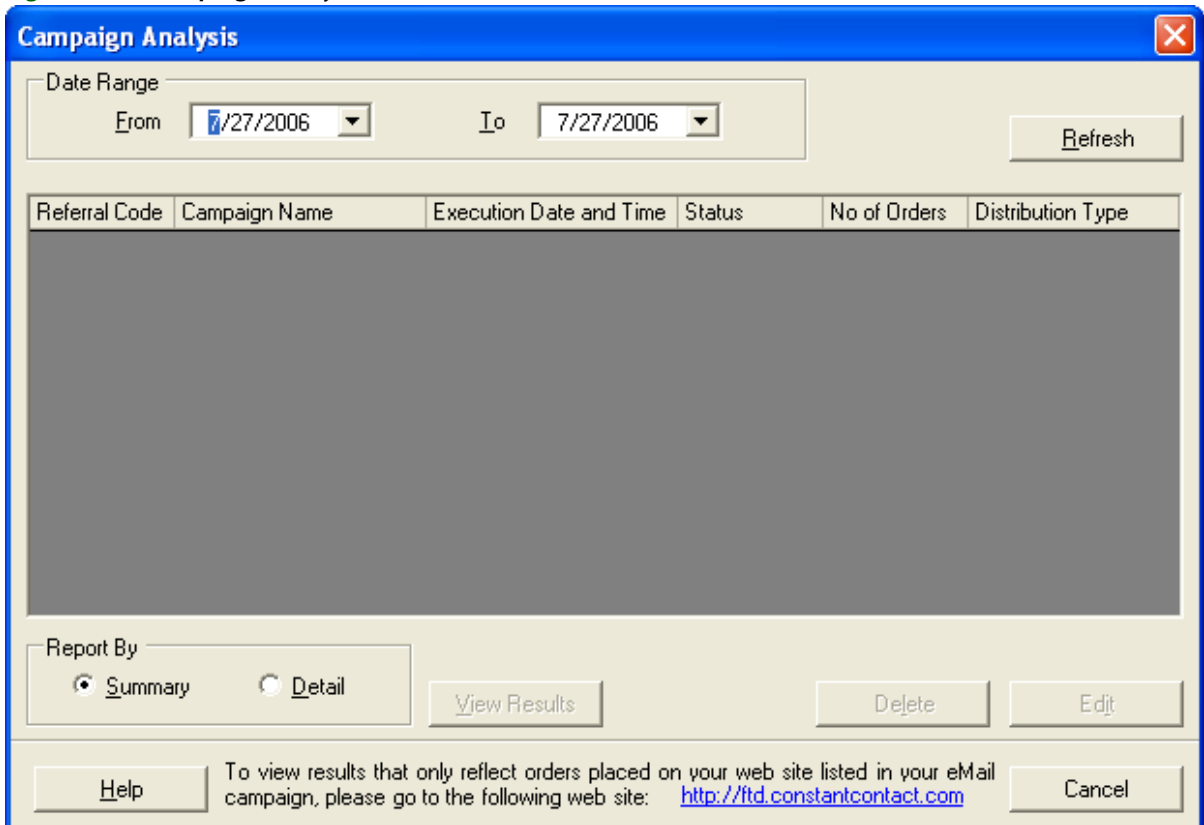 Campaign Analysis
Date Range
From 7/27/2006 To 7/27/2006
Refresh
Referral Code Campaign Name Execution Date and Time Status No of Orders Distribution Type
Report By
Summary Detail
View Results Delete Edit
Help
To view results that only reflect orders placed on your web site listed in your eMail
campaign, please go to the following web site: http://ftd.constantcontact.com
Cancel